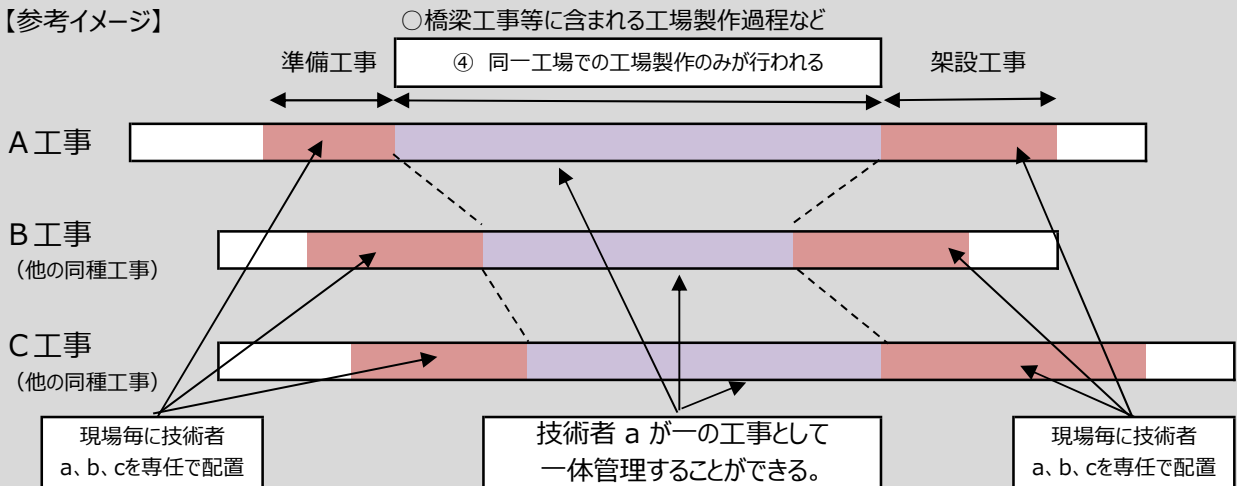 【参考イメージ】
○橋梁工事等に含まれる工場製作過程など
準備工事
④ 同一工場での工場製作のみが行われる
架設工事
A工事
B工事
（他の同種工事）
C工事
（他の同種工事）
現場毎に技術者
a、b、cを専任で配置
技術者 a が一の工事として
一体管理することができる。
現場毎に技術者
a、b、cを専任で配置